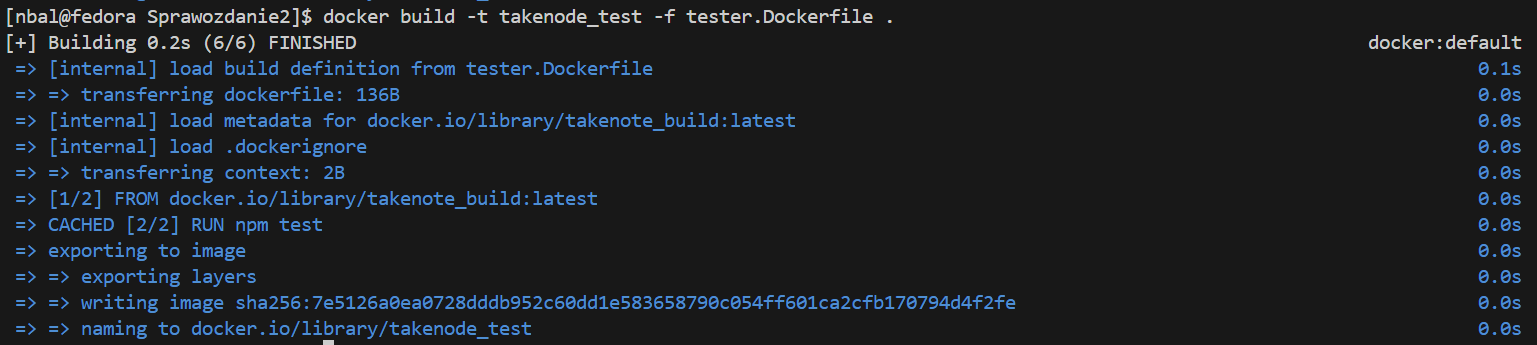 [nbal@fedora Sprawozdanie2]$ docker build -t takenode_test -f tester.Dockerfile .
[+] Building 0.2s (6/6) FINISHED docker:default
=> [internal] load build definition from tester.Dockerfile 0.1s
=> => transferring dockerfile: 136B 0.0s
=> [internal] load metadata for docker.io/library/takenote_build:latest 0.0s
=> [internal] load .dockerignore 0.0s
=> => transferring context: 2B 0.0s
=> [1/2] FROM docker.io/library/takenote_build:latest 0.0s
=> CACHED [2/2] RUN npm test 0.0s
=> exporting to image 0.0s
=> => exporting layers 0.0s
=> => writing image sha256:7e5126a0ea0728dddb952c60dd1e583658790c054ff601ca2cfb170794d4f2fe 0.0s
=> => naming to docker.io/library/takenode_test 0.0s